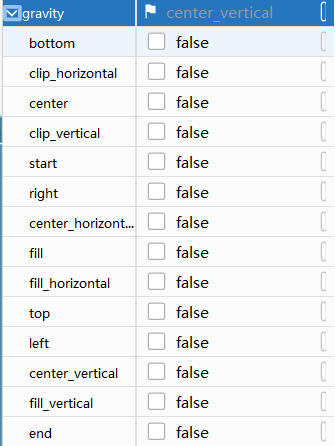 gravity center_vertical
bottom false
clip_horizontal false
center false
clip_vertical false
start false
right false
center_horizont... false
fill false
fill_horizontal false
top false
left false
center_vertical false
fill_vertical false
end false